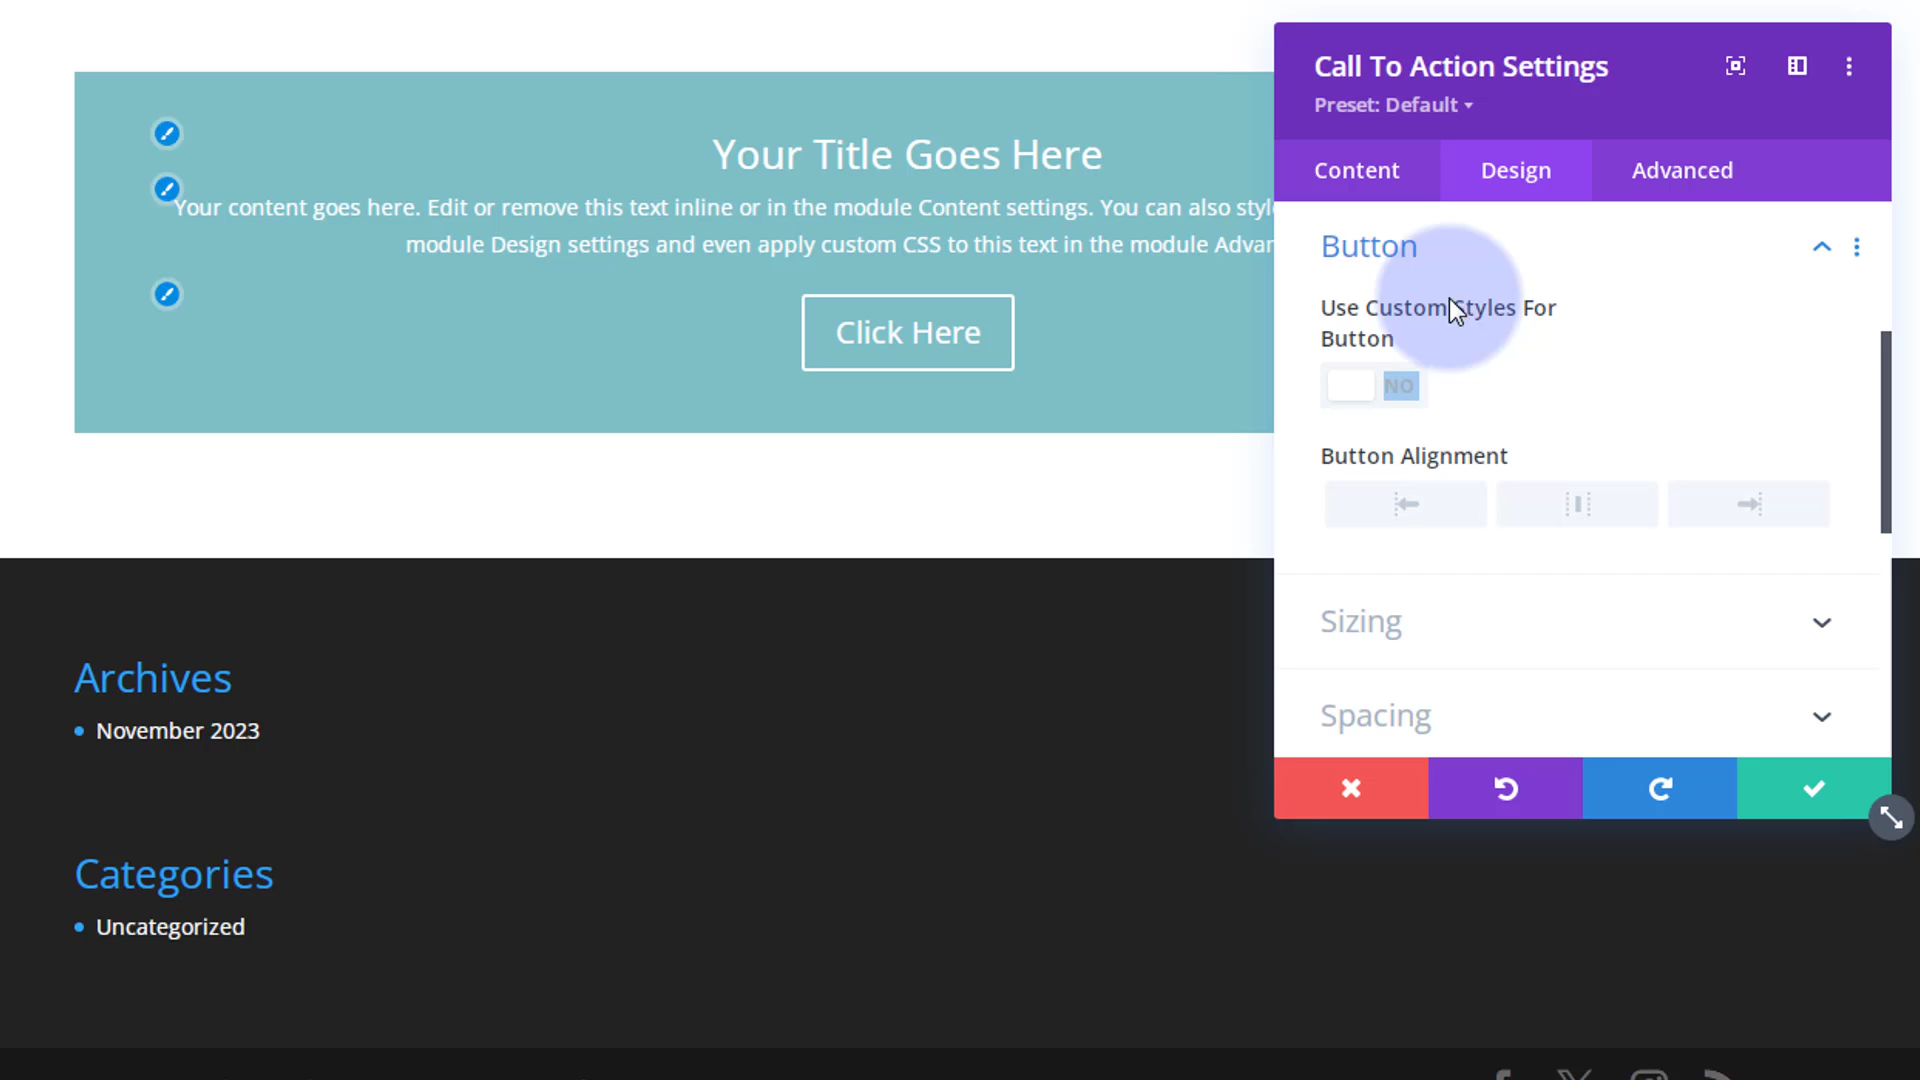 Your Title Goes Here
Your content goes here. Edit or remove this text inline or in the module Content settings. You can also styl
module Design settings and even apply custom CSS to this text in the module Advan
Click Here
Archives
November 2023
Categories
Uncategorized
Call To Action Settings
Preset: Default
Content
Design
Advanced
Button
Use Custom Styles For
Button
NO
Button Alignment
Sizing
Spacing